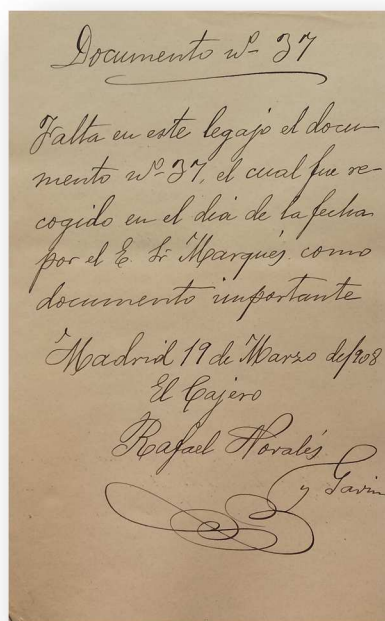 Documento nº 37
Falta en este legajo el docu-
mento nº 37, el cual fue re-
cogido en el dia de la fecha
por el E. Sr Marqués como
documento importante
Madrid 19 de Marzo de 1908
El Cajero
Rafael Morales
y